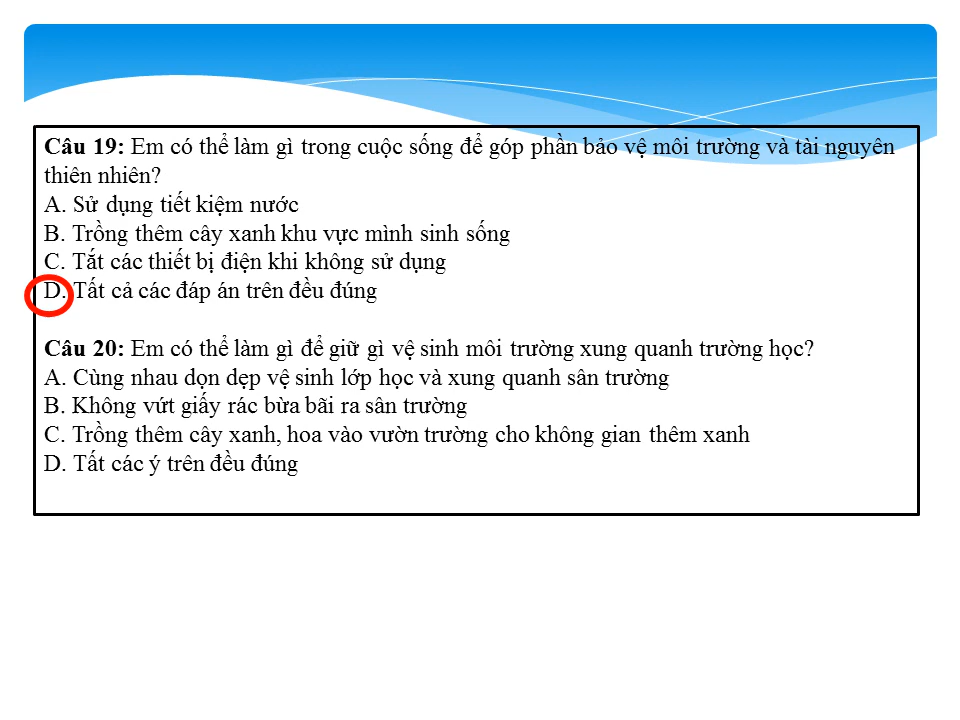 Câu 19: Em có thể làm gì trong cuộc sống để góp phần bảo vệ môi trường và tài nguyên
thiên nhiên?
A. Sử dụng tiết kiệm nước
B. Trồng thêm cây xanh khu vực mình sinh sống
C. Tắt các thiết bị điện khi không sử dụng
D. Tất cả các đáp án trên đều đúng
Câu 20: Em có thể làm gì để giữ gì vệ sinh môi trường xung quanh trường học?
A. Cùng nhau dọn dẹp vệ sinh lớp học và xung quanh sân trường
B. Không vứt giấy rác bừa bãi ra sân trường
C. Trồng thêm cây xanh, hoa vào vườn trường cho không gian thêm xanh
D. Tất các ý trên đều đúng